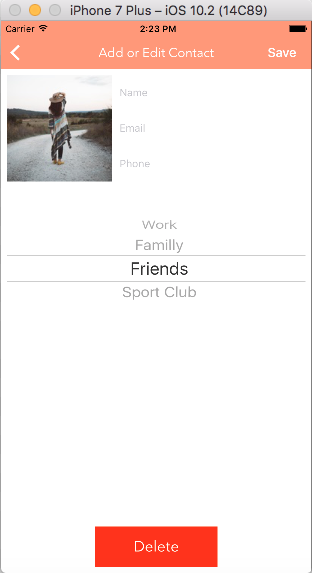 iPhone 7 Plus – iOS 10.2 (14C89)
Carrier 2:23 PM
Add or Edit Contact Save
Name
Email
Phone
Work
Familly
Friends
Sport Club
Delete